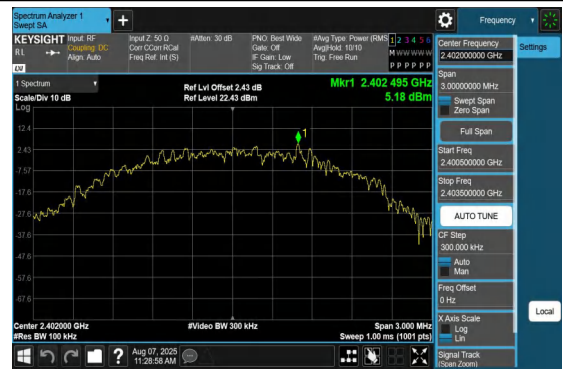 Spectrum Analyzer 1
Swept SA
Frequency
KEYSIGHT
Input: RF
Coupling: DC
Align: Auto
R L
LXI
Input Z: 50 Ω
Corr CCorr RCal
Freq Ref: Int (S)
#Atten: 30 dB
PNO: Best Wide
Gate: Off
IF Gain: Low
Sig Track: Off
#Avg Type: Power (RMS)
Avg|Hold: 10/10
Trig: Free Run
1 2 3 4 5 6
M W W W W W
P P P P P P
1 Spectrum
Scale/Div 10 dB
Log
Ref Lvl Offset 2.43 dB
Ref Level 22.43 dBm
Mkr1 2.402 495 GHz
5.18 dBm
1
12.4
2.43
-7.57
-17.6
-27.6
-37.6
-47.6
-57.6
-67.6
Center 2.402000 GHz
#Res BW 100 kHz
#Video BW 300 kHz
Span 3.000 MHz
Sweep 1.00 ms (1001 pts)
Aug 07, 2025
11:28:58 AM
Center Frequency
2.402000000 GHz
Span
3.00000000 MHz
Swept Span
Zero Span
Full Span
Start Freq
2.400500000 GHz
Stop Freq
2.403500000 GHz
AUTO TUNE
CF Step
300.000 kHz
Auto
Man
Freq Offset
0 Hz
X Axis Scale
Log
Lin
Signal Track
(Span Zoom)
Settings
Local